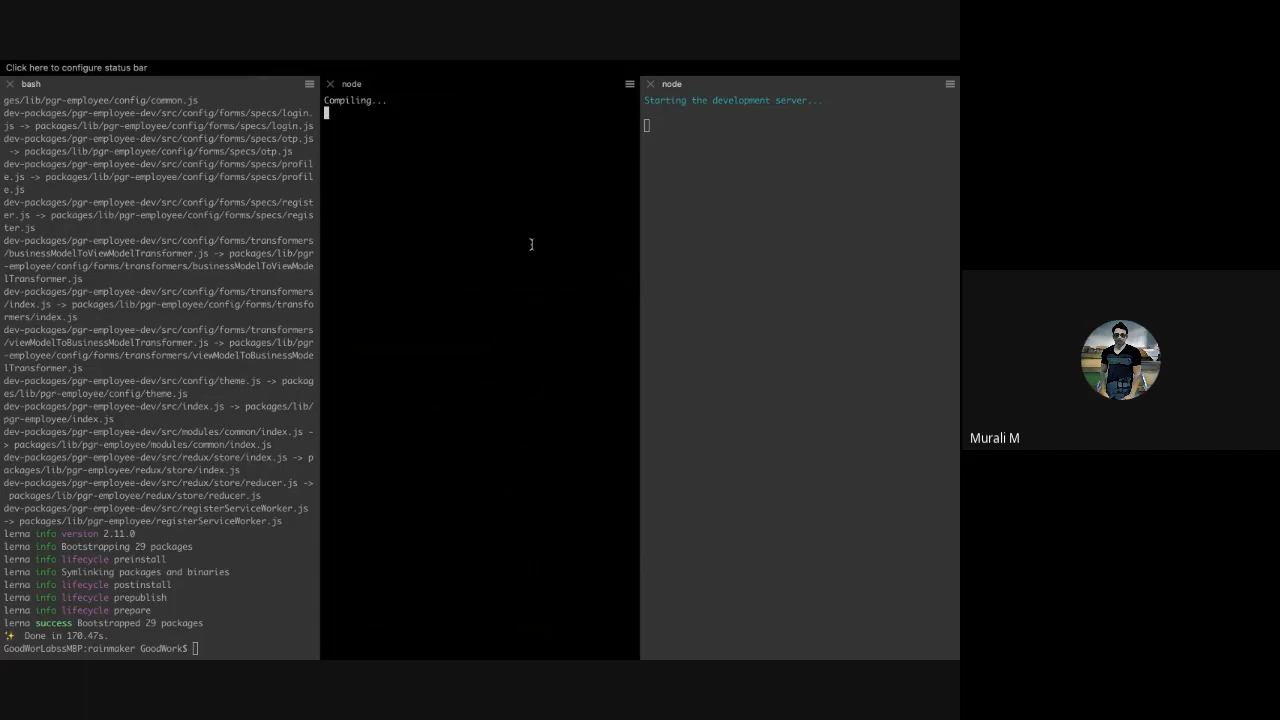 Click here to configure status bar
bash
ges/lib/pgr-employee/config/common.js
dev-packages/pgr-employee-dev/src/config/forms/specs/login.
js -> packages/lib/pgr-employee/config/forms/specs/login.js
dev-packages/pgr-employee-dev/src/config/forms/specs/otp.js
-> packages/lib/pgr-employee/config/forms/specs/otp.js
dev-packages/pgr-employee-dev/src/config/forms/specs/profil
e.js -> packages/lib/pgr-employee/config/forms/specs/profil
e.js
dev-packages/pgr-employee-dev/src/config/forms/specs/regist
er.js -> packages/lib/pgr-employee/config/forms/specs/regis
ter.js
dev-packages/pgr-employee-dev/src/config/forms/transformers
/businessModelToViewModelTransformer.js -> packages/lib/pgr
-employee/config/forms/transformers/businessModelToViewMode
lTransformer.js
dev-packages/pgr-employee-dev/src/config/forms/transformers
/index.js -> packages/lib/pgr-employee/config/forms/transfo
rmers/index.js
dev-packages/pgr-employee-dev/src/config/forms/transformers
/viewModelToBusinessModelTransformer.js -> packages/lib/pgr
-employee/config/forms/transformers/viewModelToBusinessMode
lTransformer.js
dev-packages/pgr-employee-dev/src/config/theme.js -> packag
es/lib/pgr-employee/config/theme.js
dev-packages/pgr-employee-dev/src/index.js -> packages/lib/
pgr-employee/index.js
dev-packages/pgr-employee-dev/src/modules/common/index.js -
> packages/lib/pgr-employee/modules/common/index.js
dev-packages/pgr-employee-dev/src/redux/store/index.js -> p
ackages/lib/pgr-employee/redux/store/index.js
dev-packages/pgr-employee-dev/src/redux/store/reducer.js ->
packages/lib/pgr-employee/redux/store/reducer.js
dev-packages/pgr-employee-dev/src/registerServiceWorker.js
-> packages/lib/pgr-employee/registerServiceWorker.js
lerna info version 2.11.0
lerna info Bootstrapping 29 packages
lerna info lifecycle preinstall
lerna info Symlinking packages and binaries
lerna info lifecycle postinstall
lerna info lifecycle prepublish
lerna info lifecycle prepare
lerna success Bootstrapped 29 packages
✨ Done in 170.47s.
GoodWorLabssMBP:rainmaker GoodWork$
node
Compiling...
node
Starting the development server...
Murali M